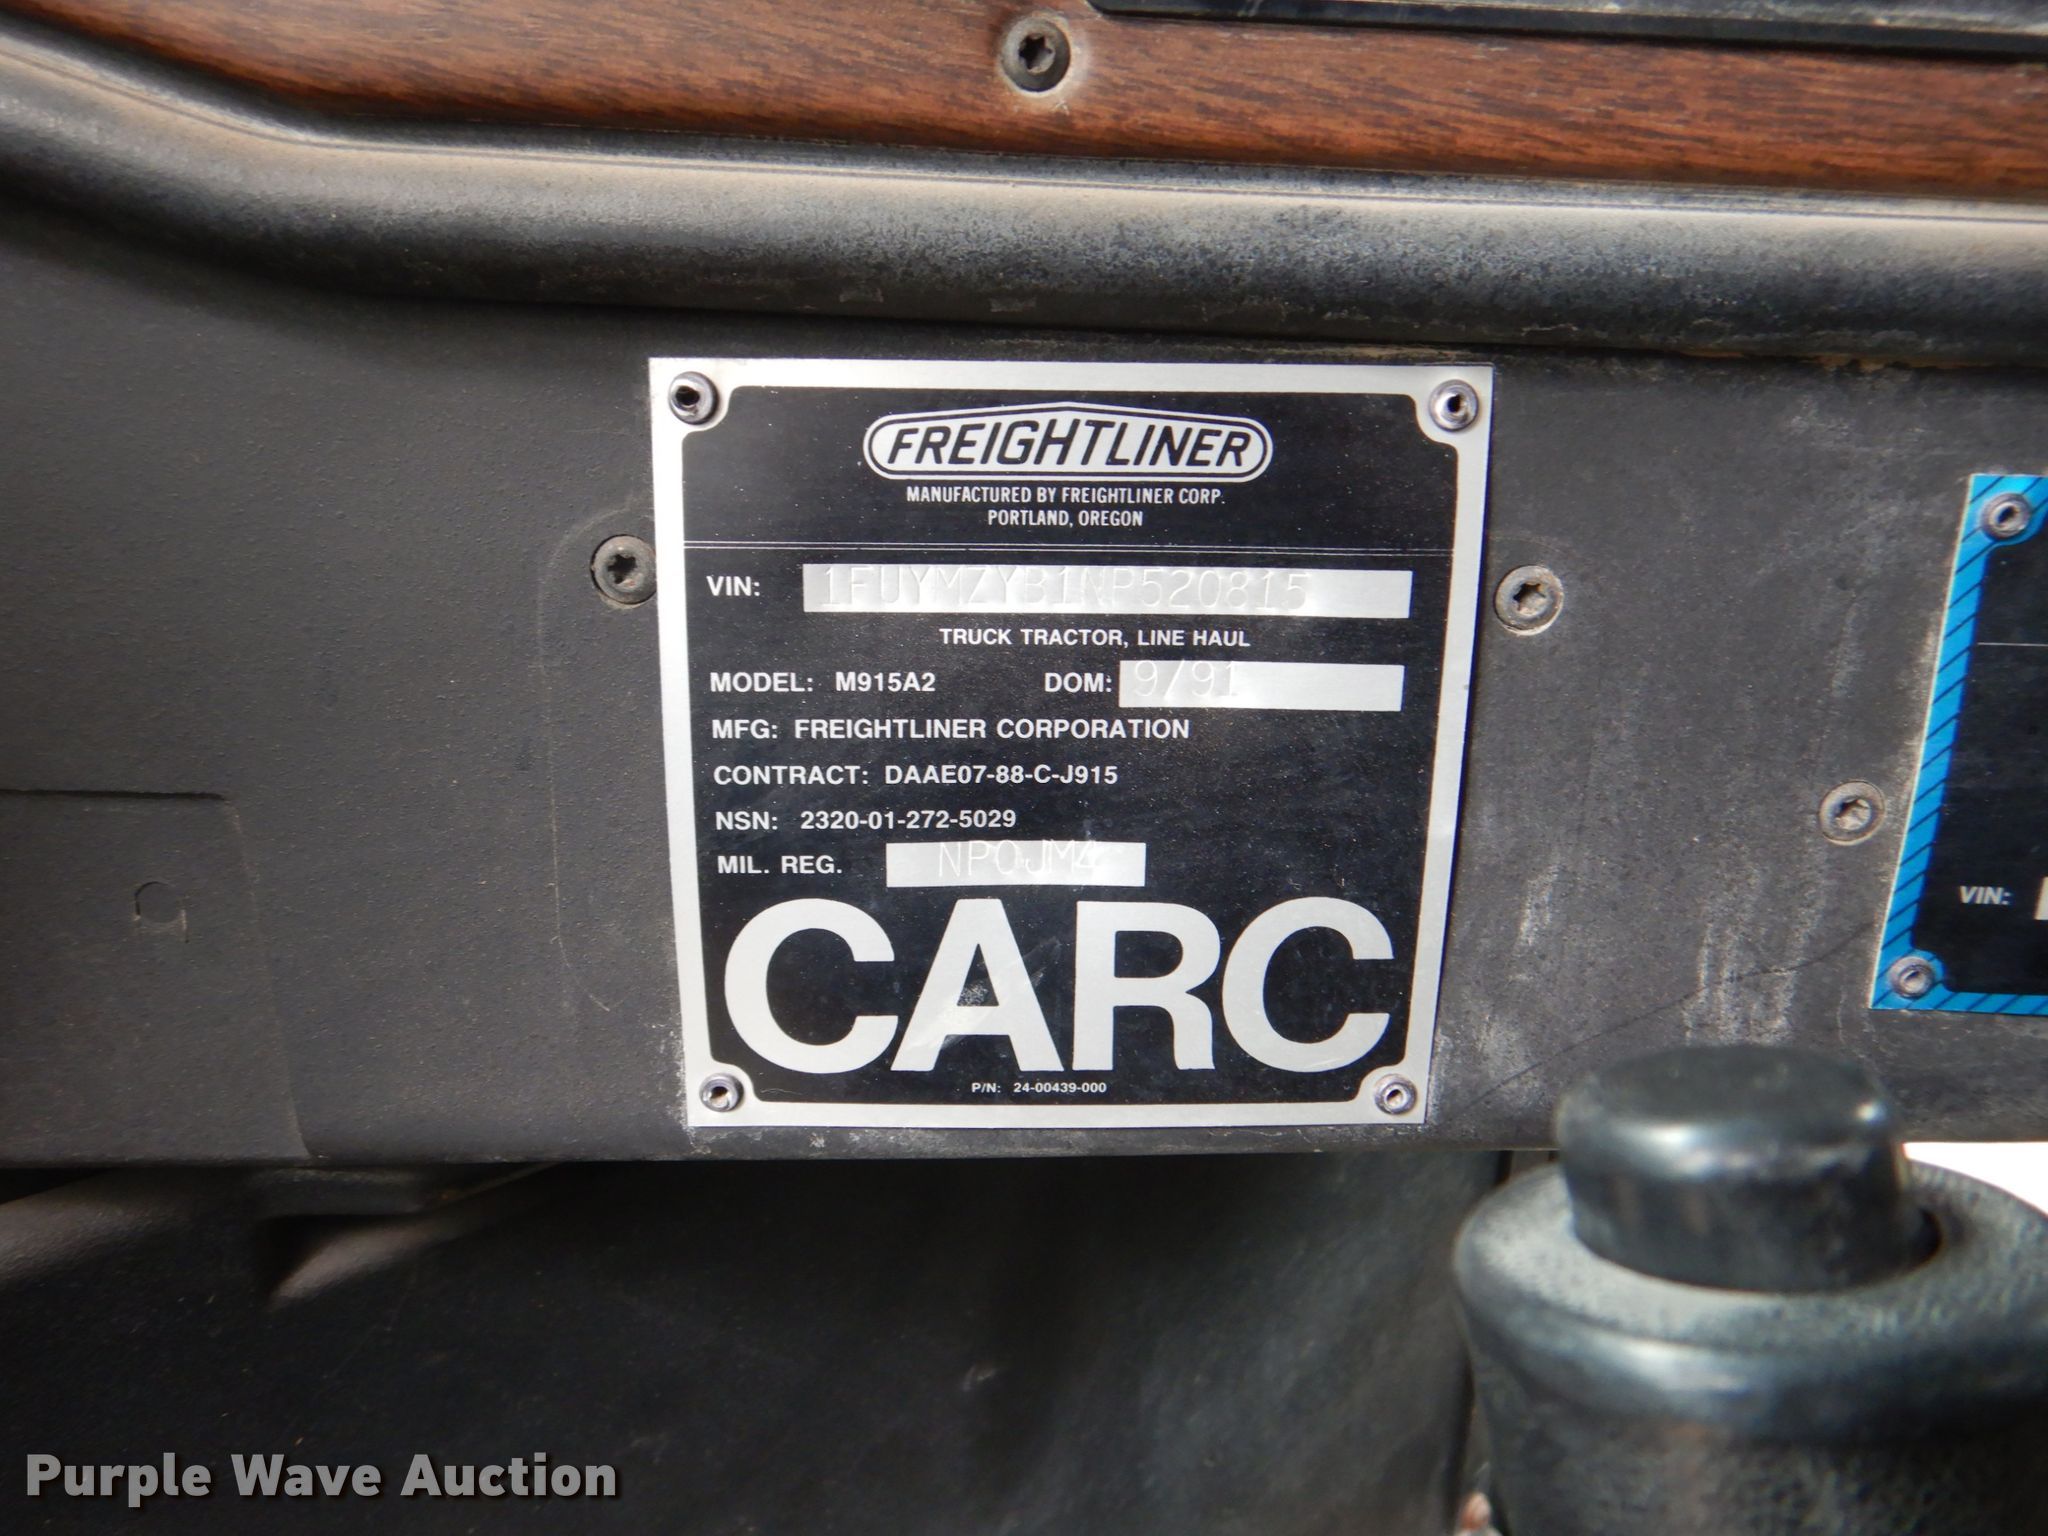 FREIGHTLINER
MANUFACTURED BY FREIGHTLINER CORP.
PORTLAND, OREGON
VIN: 1FUYMZYB1NP520815
TRUCK TRACTOR, LINE HAUL
MODEL: M915A2 DOM: 9/91
MFG: FREIGHTLINER CORPORATION
CONTRACT: DAAE07-88-C-J915
NSN: 2320-01-272-5029
MIL. REG. NP0JM4
CARC
P/N: 24-00439-000
VIN:
Purple Wave Auction